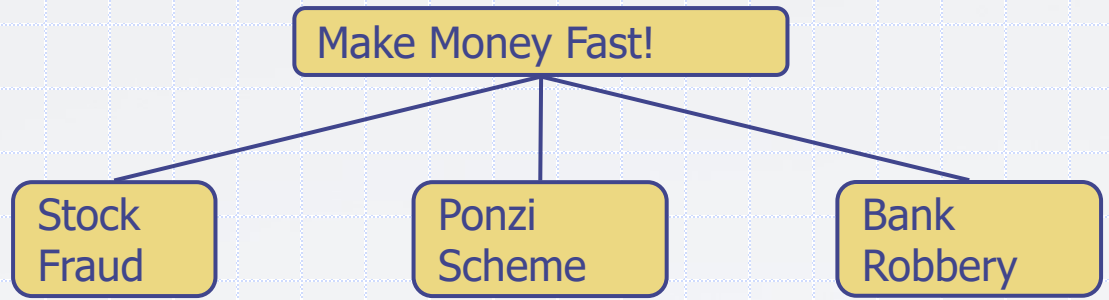 Make Money Fast!
Stock
Fraud
Ponzi
Scheme
Bank
Robbery